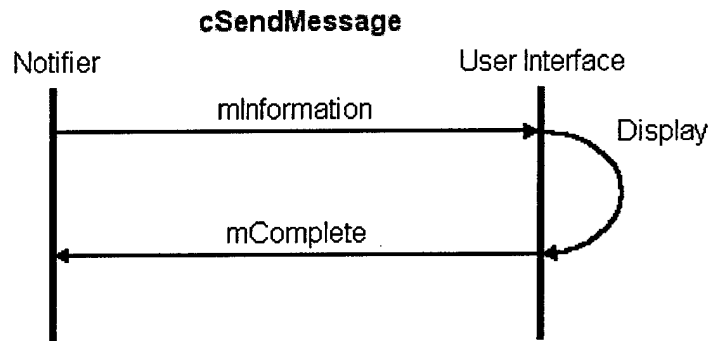 cSendMessage
Notifier
User Interface
mInformation
Display
mComplete